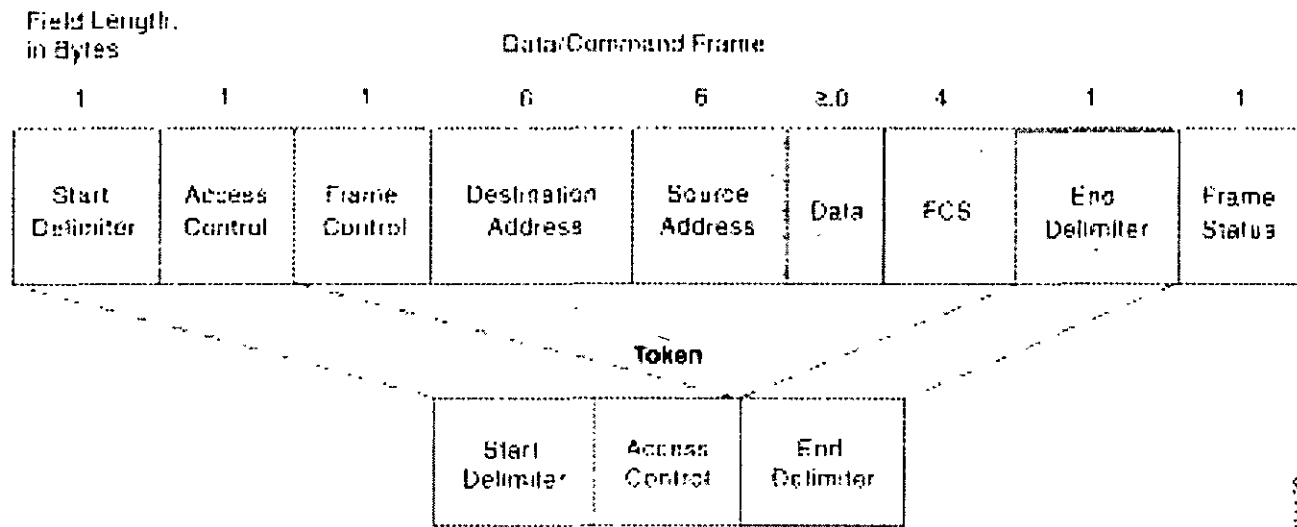 Field Length,
in Bytes
Data/Command Frame
1 1 1 6 6 ≥0 4 1 1
Start Delimiter
Access Control
Frame Control
Destination Address
Source Address
Data
FCS
End Delimiter
Frame Status
Token
Start Delimiter
Access Control
End Delimiter